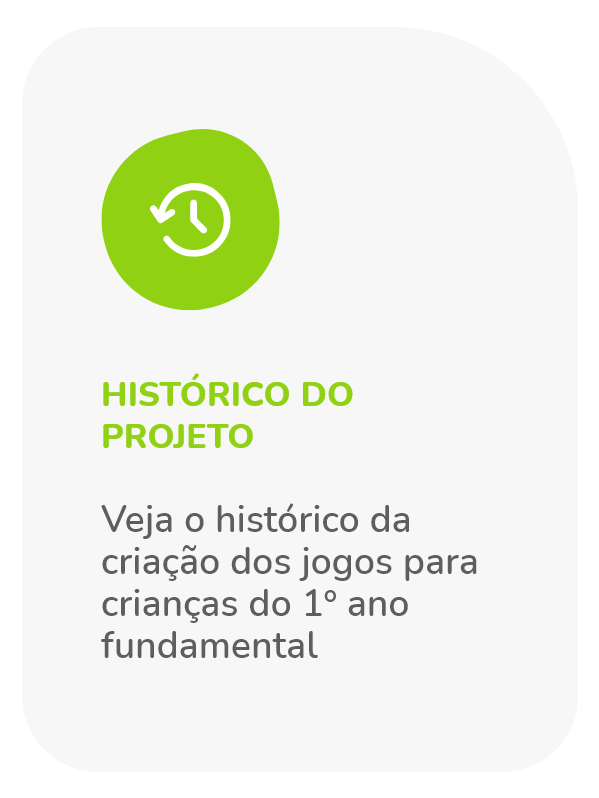 HISTÓRICO DO
PROJETO
Veja o histórico da
criação dos jogos para
crianças do 1º ano
fundamental